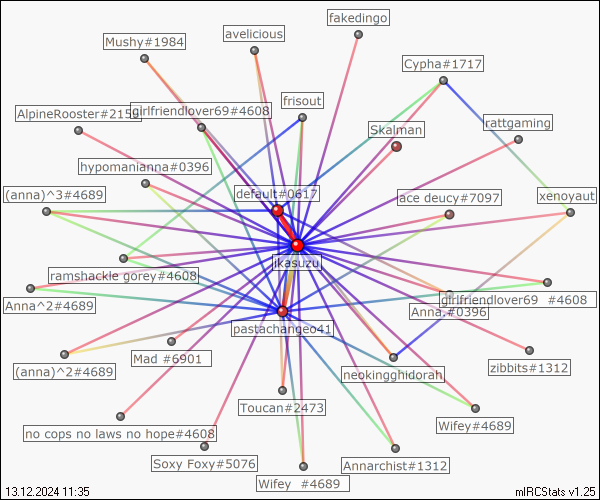 fakedingo
avelicious
Mushy#1984
Cypha#1717
frisout
AlpineRooster#215
girlfriendlover69#4608
Skalman
rattgaming
hypomanianna#0396
(anna)^3#4689
default#0617
ace deucy#7097
xenoyaut
jkasuzu
ramshackle gorey#4608
Anna^2#4689
girlfriendlover69 #4608
Anna.#0396
pastachangeo41
Mad #6901
zibbits#1312
(anna)^2#4689
neokingghidorah
Toucan#2473
no cops no laws no hope#4608
Wifey#4689
Soxy Foxy#5076
Annarchist#1312
Wifey #4689
13.12.2024 11:35
mIRCStats v1.25